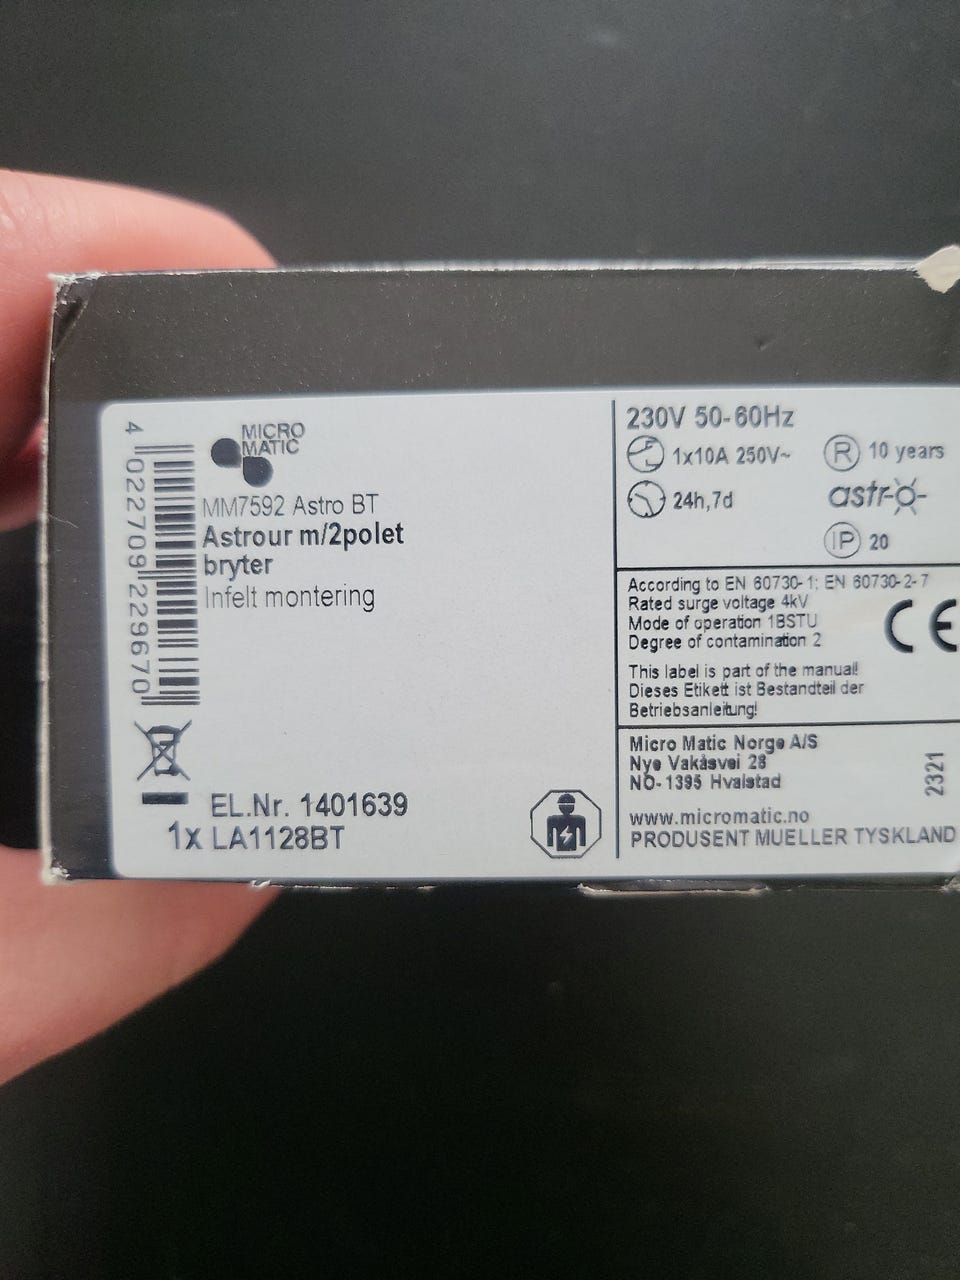 4 022709 229670
MICRO
MATIC
MM7592 Astro BT
Astrour m/2polet
bryter
Infelt montering
EL.Nr. 1401639
1x LA1128BT
230V 50-60Hz
1x10A 250V~
R 10 years
24h,7d
astro
IP 20
According to EN 60730-1; EN 60730-2-7
Rated surge voltage 4kV
Mode of operation 1BSTU
Degree of contamination 2
CE
This label is part of the manual!
Dieses Etikett ist Bestandteil der
Betriebsanleitung!
Micro Matic Norge A/S
Nye Vakåsvei 28
NO-1395 Hvalstad
2321
www.micromatic.no
PRODUSENT MUELLER TYSKLAND